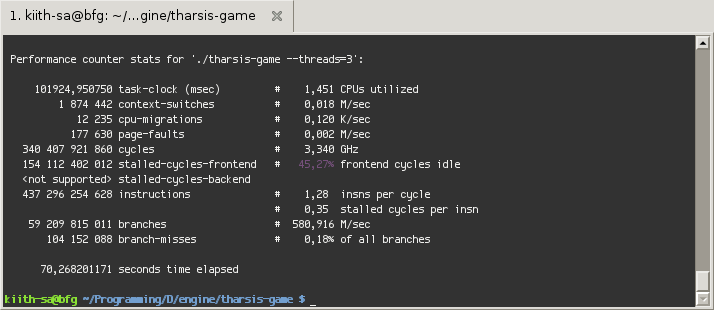 1. kiith-sa@bfg: ~/...gine/tharsis-game
Performance counter stats for './tharsis-game --threads=3':
101924,950750 task-clock (msec) # 1,451 CPUs utilized
1 874 442 context-switches # 0,018 M/sec
12 235 cpu-migrations # 0,120 K/sec
177 630 page-faults # 0,002 M/sec
340 407 921 860 cycles # 3,340 GHz
154 112 402 012 stalled-cycles-frontend # 45,27% frontend cycles idle
<not supported> stalled-cycles-backend
437 296 254 628 instructions # 1,28 insns per cycle
# 0,35 stalled cycles per insn
59 209 815 011 branches # 580,916 M/sec
104 152 088 branch-misses # 0,18% of all branches
70,268201171 seconds time elapsed
kiith-sa@bfg ~/Programming/D/engine/tharsis-game $ _